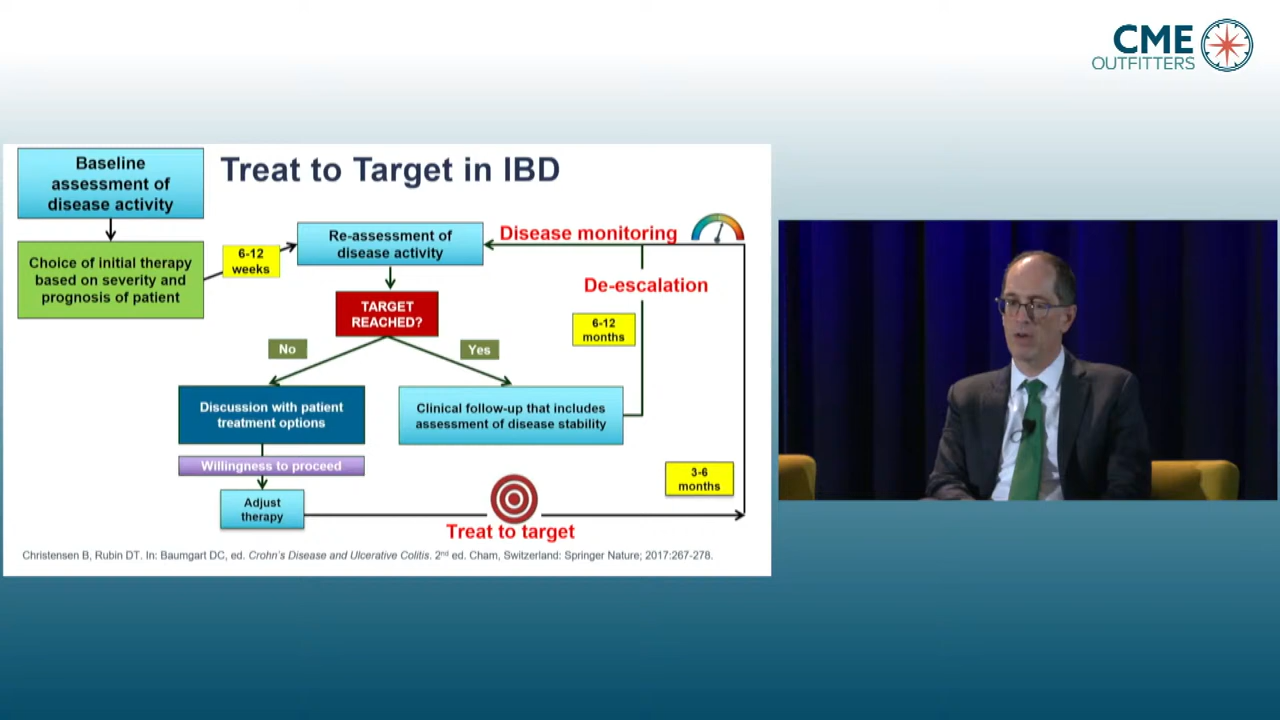 CME
OUTFITTERS
Treat to Target in IBD
Baseline
assessment of
disease activity
Choice of initial therapy
based on severity and
prognosis of patient
6-12
weeks
Re-assessment of
disease activity
Disease monitoring
De-escalation
TARGET
REACHED?
6-12
months
No
Yes
Discussion with patient
treatment options
Clinical follow-up that includes
assessment of disease stability
Willingness to proceed
Adjust
therapy
3-6
months
Treat to target
Christensen B, Rubin DT. In: Baumgart DC, ed. Crohn's Disease and Ulcerative Colitis. 2nd ed. Cham, Switzerland: Springer Nature; 2017:267-278.